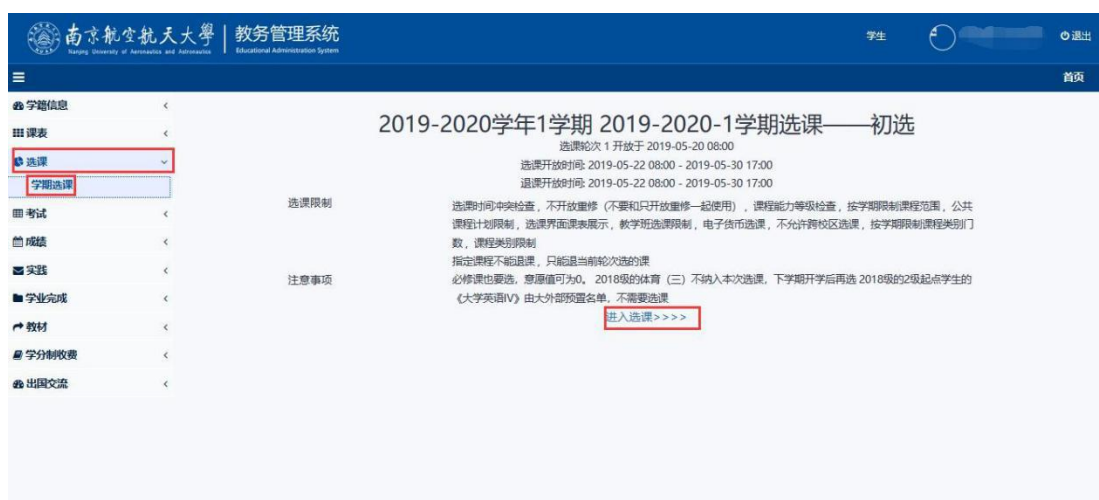 南京航空航天大學
Nanjing University of Aeronautics and Astronautics
教务管理系统
Educational Administration System
学生
退出
首页
学籍信息
课表
选课
学期选课
考试
成绩
实践
学业完成
教材
学分制收费
出国交流
2019-2020学年1学期 2019-2020-1学期选课——初选
选课轮次 1 开放于 2019-05-20 08:00
选课开放时间: 2019-05-22 08:00 - 2019-05-30 17:00
退课开放时间: 2019-05-22 08:00 - 2019-05-30 17:00
选课限制
选课时间冲突检查，不开放重修（不要和只开放重修一起使用），课程能力等级检查，按学期限制课程范围，公共
课程计划限制，选课界面课表展示，教学班选课限制，电子货币选课，不允许跨校区选课，按学期限制课程类别门
数，课程类别限制
指定课程不能退课，只能退当前轮次选的课
注意事项
必修课也要选，意愿值可为0。 2018级的体育（三）不纳入本次选课，下学期开学后再选 2018级的2级起点学生的
《大学英语IV》由大外部预置名单，不需要选课
进入选课>>>>